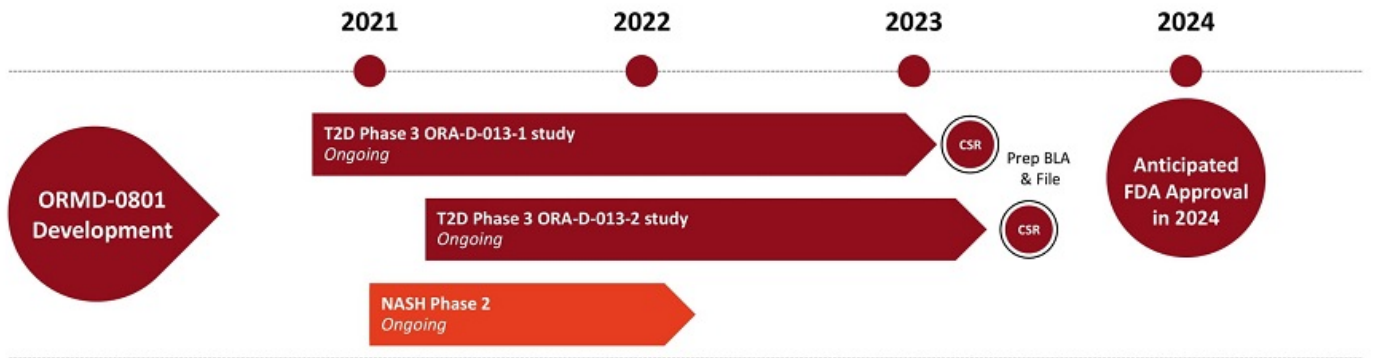 2021
2022
2023
2024
ORMD-0801
Development
T2D Phase 3 ORA-D-013-1 study
Ongoing
CSR
Prep BLA
& File
T2D Phase 3 ORA-D-013-2 study
Ongoing
CSR
NASH Phase 2
Ongoing
Anticipated
FDA Approval
in 2024